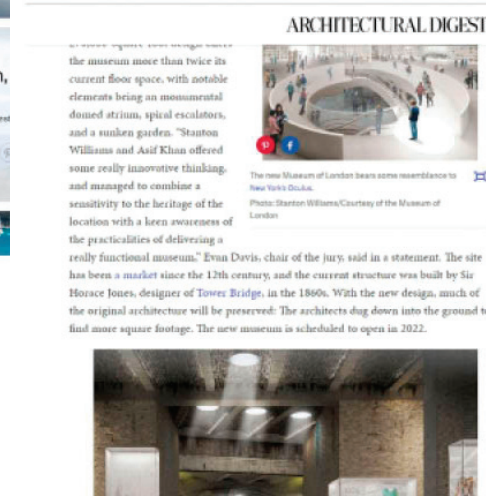 ARCHITECTURAL DIGEST
the museum more than twice its
current floor space, with notable
elements being an monumental
domed atrium, spiral escalators,
and a sunken garden. "Stanton
Williams and Asif Khan offered
some really innovative thinking,
and managed to combine a
sensitivity to the heritage of the
location with a keen awareness of
the practicalities of delivering a
The new Museum of London bears some resemblance to
New York's Oculus.
Photo: Stanton Williams/Courtesy of the Museum of
London
really functional museum," Evan Davis, chair of the jury, said in a statement. The site
has been a market since the 12th century, and the current structure was built by Sir
Horace Jones, designer of Tower Bridge, in the 1860s. With the new design, much of
the original architecture will be preserved: The architects dug down into the ground
find more square footage. The new museum is scheduled to open in 2022.